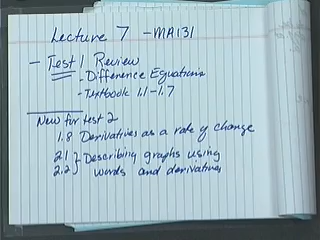 Lecture 7 - MA131
- Test 1 Review
- Difference Equations
- Textbook 1.1-1.7
New for test 2
1.8 Derivatives as a rate of change
2.1 } Describing graphs using
2.2 } words and derivatives